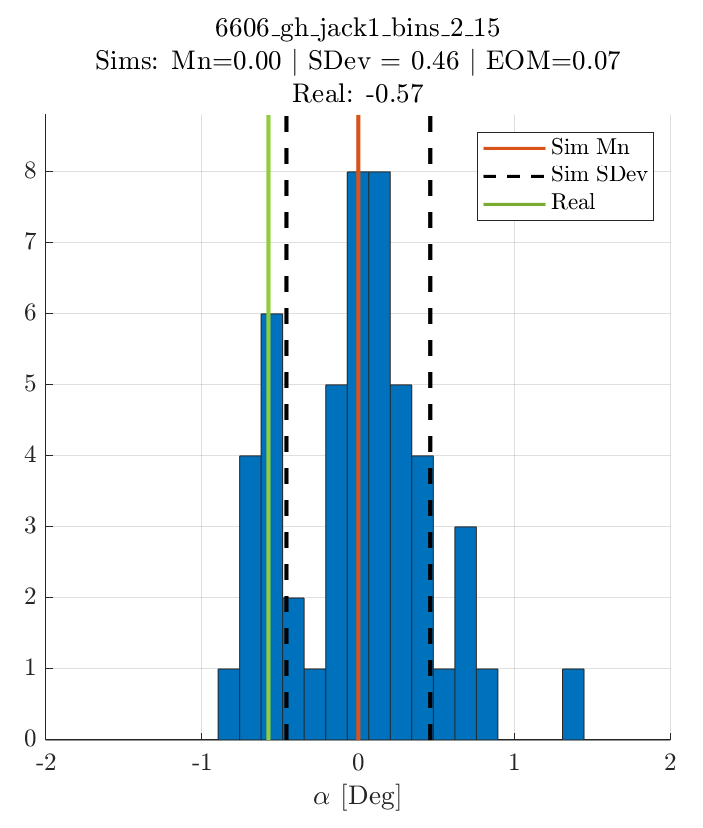 6606_gh_jack1_bins_2_15
Sims: Mn=0.00 | SDev = 0.46 | EOM=0.07
Real: -0.57
Sim Mn
Sim SDev
Real
8
7
6
5
4
3
2
1
0
-2 -1 0 1 2
α [Deg]